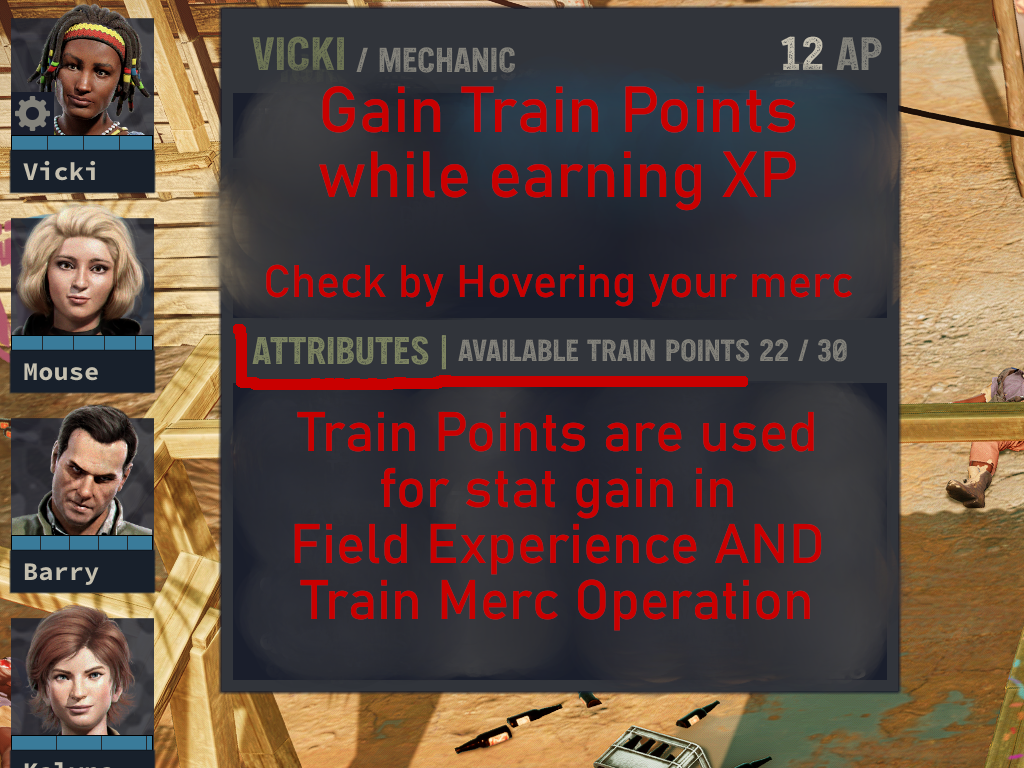 VICKI / MECHANIC
12 AP
Gain Train Points
while earning XP
Check by Hovering your merc
ATTRIBUTES | AVAILABLE TRAIN POINTS 22 / 30
Train Points are used
for stat gain in
Field Experience AND
Train Merc Operation
Vicki
Mouse
Barry